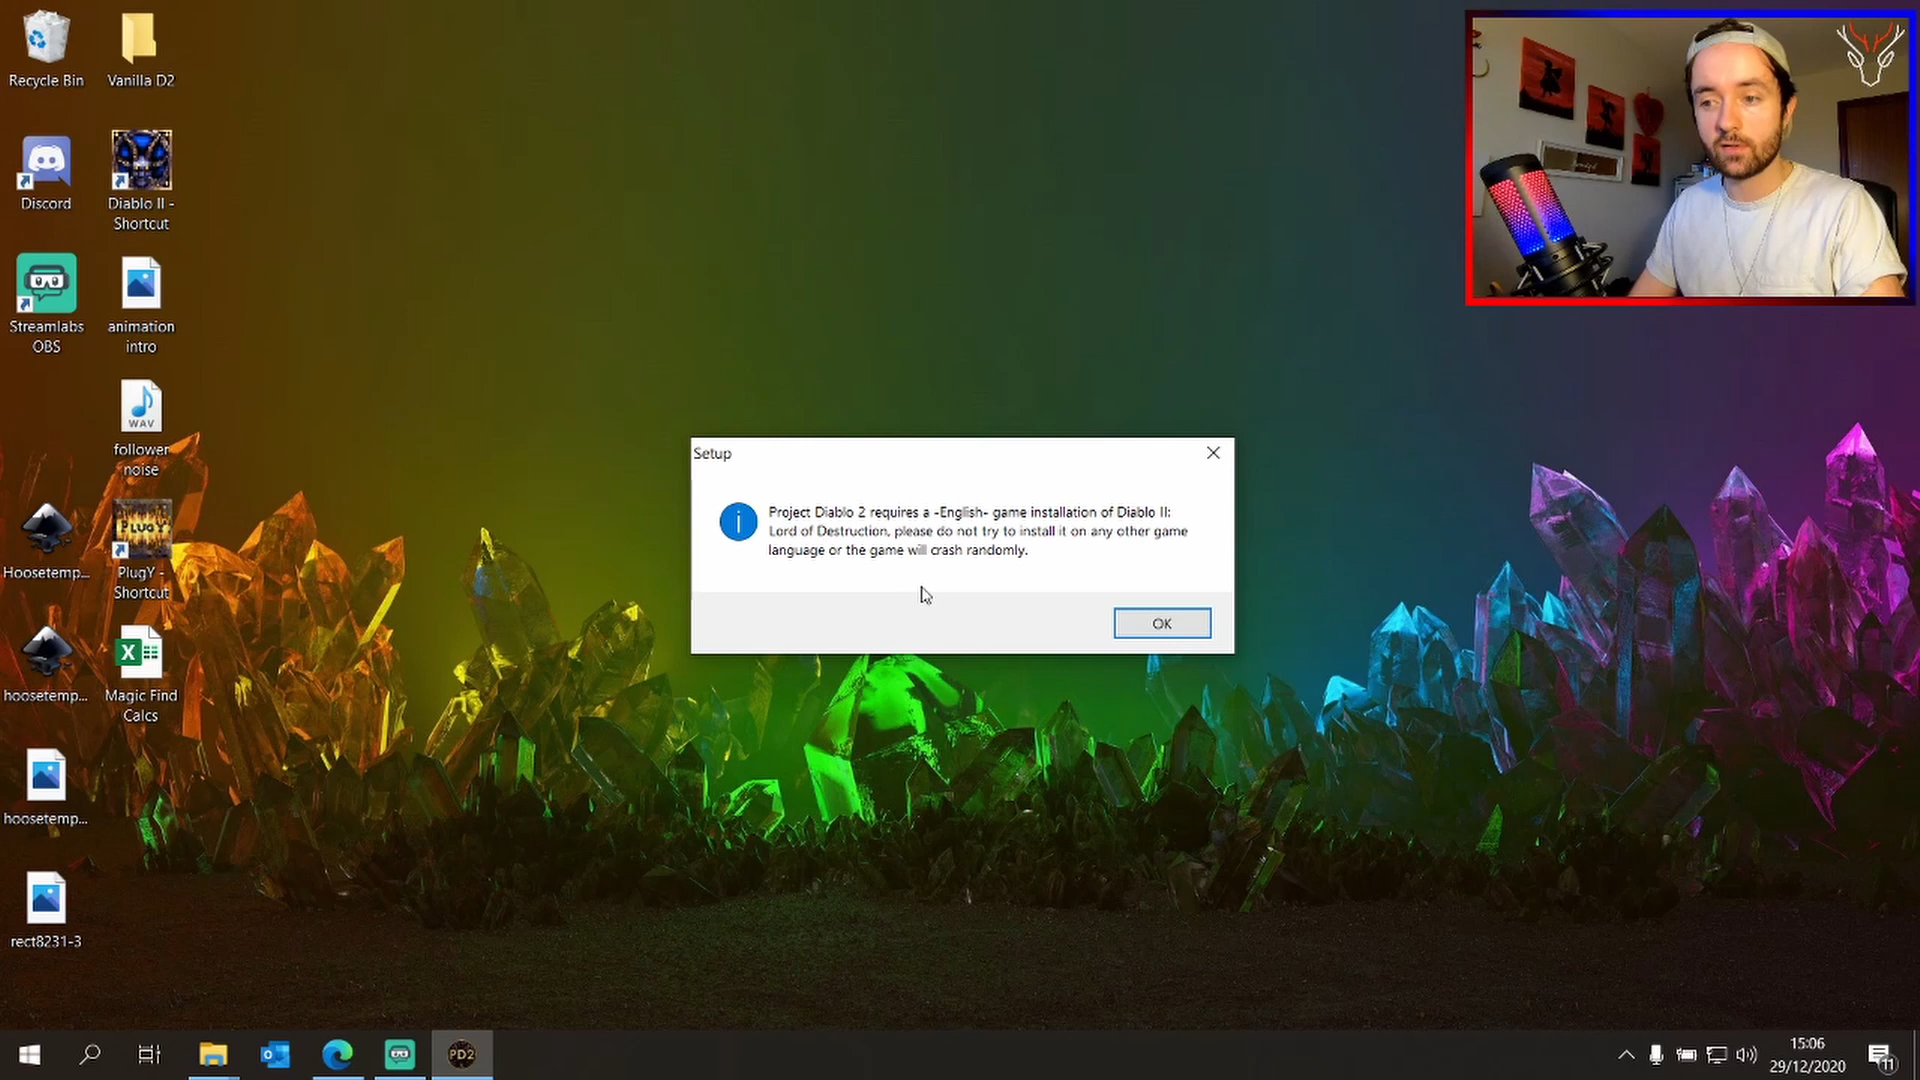 Recycle Bin
Vanilla D2
Discord
Diablo II -
Shortcut
Streamlabs
OBS
animation
intro
WAV
follower
noise
Hoosetemp...
PLUGY
PlugY -
Shortcut
hoosetemp...
Magic Find
Calcs
hoosetemp...
rect8231-3
Setup
Project Diablo 2 requires a -English- game installation of Diablo II:
Lord of Destruction, please do not try to install it on any other game
language or the game will crash randomly.
OK
PD2
15:06
29/12/2020
11